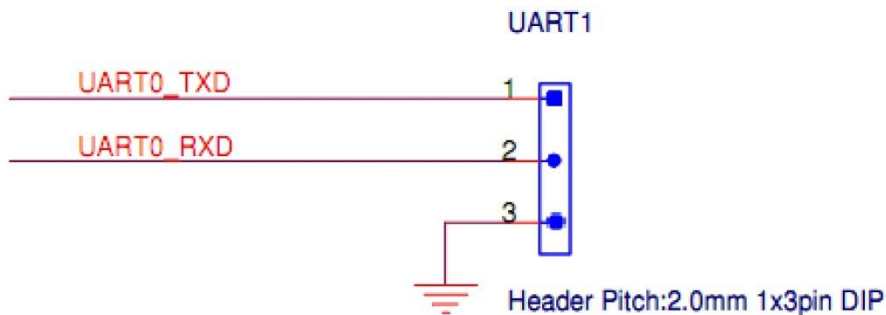 UART1
UART0_TXD 1
UART0_RXD 2
3
Header Pitch:2.0mm 1x3pin DIP